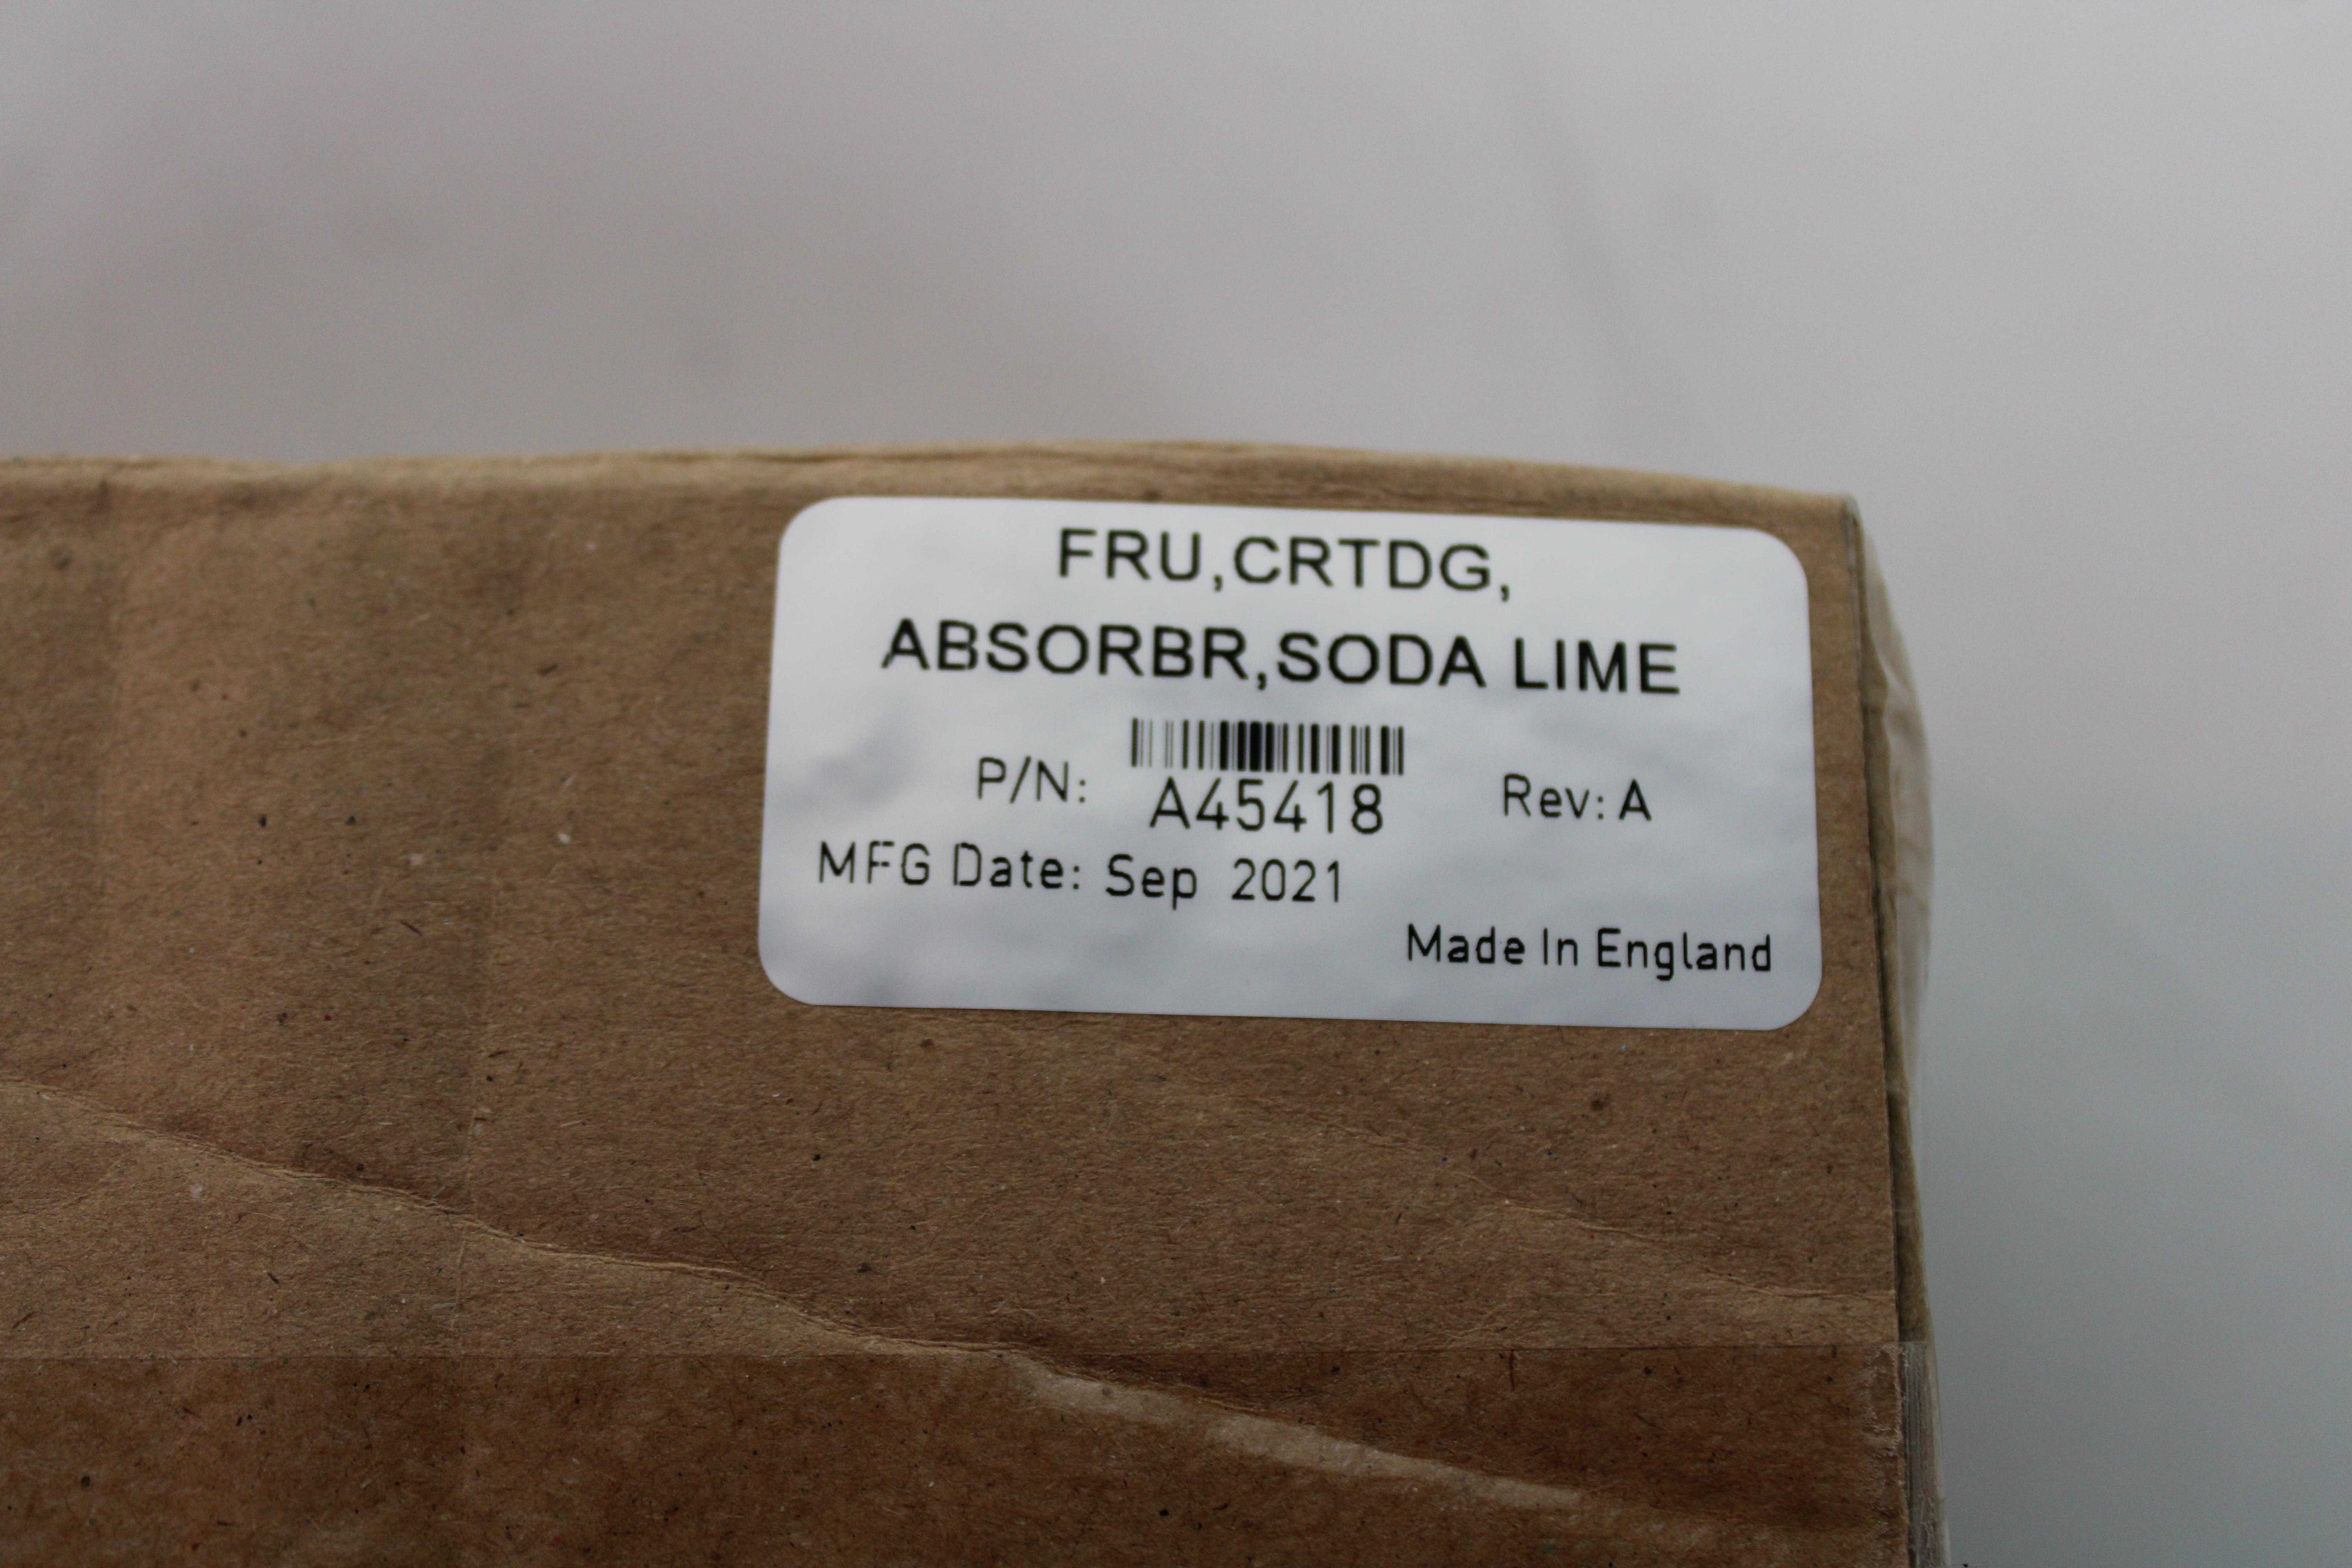 FRU,CRTDG,
ABSORBR,SODA LIME
P/N: A45418 Rev: A
MFG Date: Sep 2021
Made In England